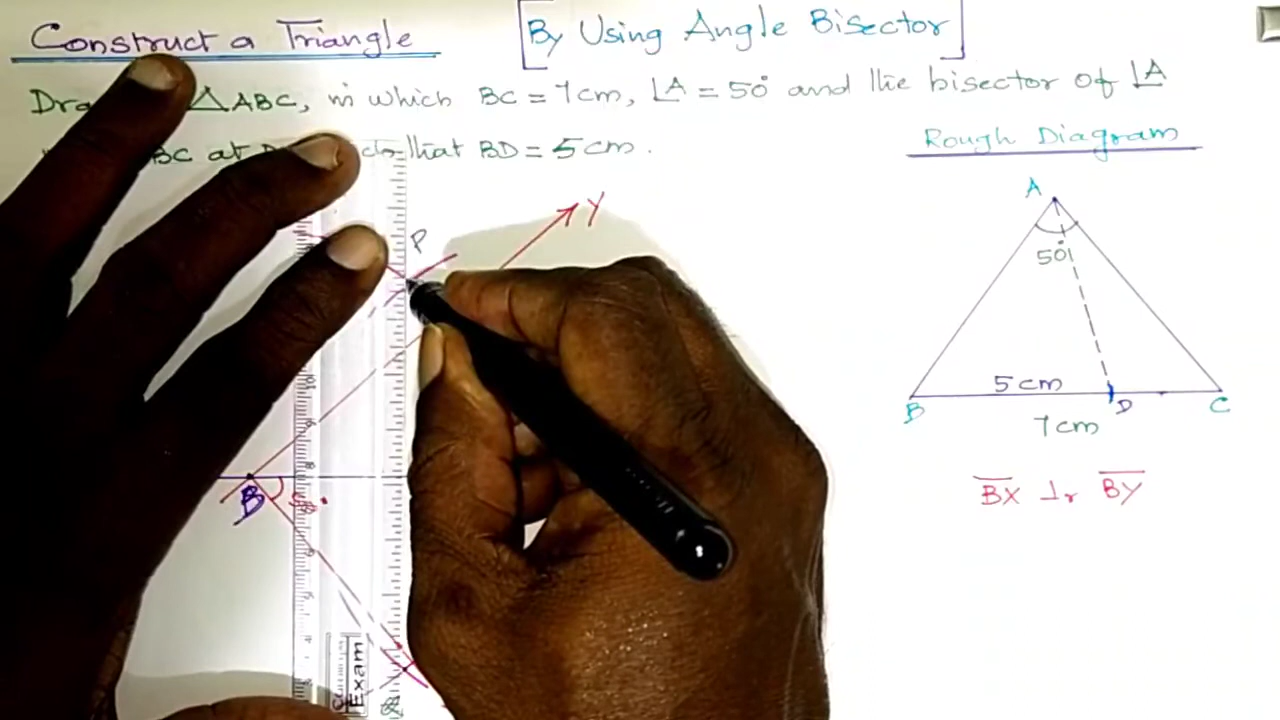 Construct a Triangle [By Using Angle Bisector]
△ABC, in which BC = 7cm, ∠A = 50° and the bisector of ∠A
BC at that BD = 5cm.
Rough Diagram
A
50°
5cm
B D C
7cm
BX ⊥r BY
Y
P
B
Exam